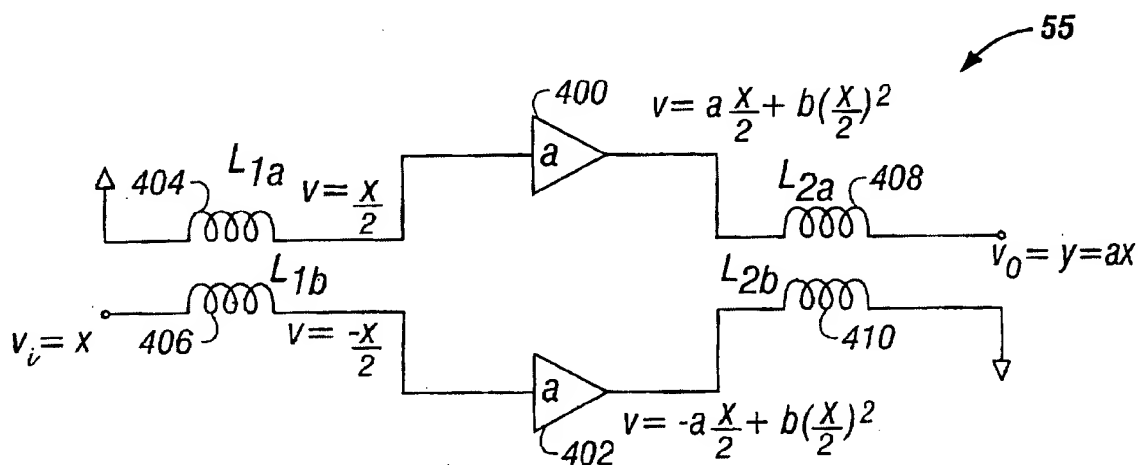 55
400
v = a x/2 + b(x/2)²
a
404
L1a
v = x/2
L2a
408
v0 = y = ax
L1b
L2b
vi = x
406
v = -x/2
410
a
402
v = -a x/2 + b(x/2)²